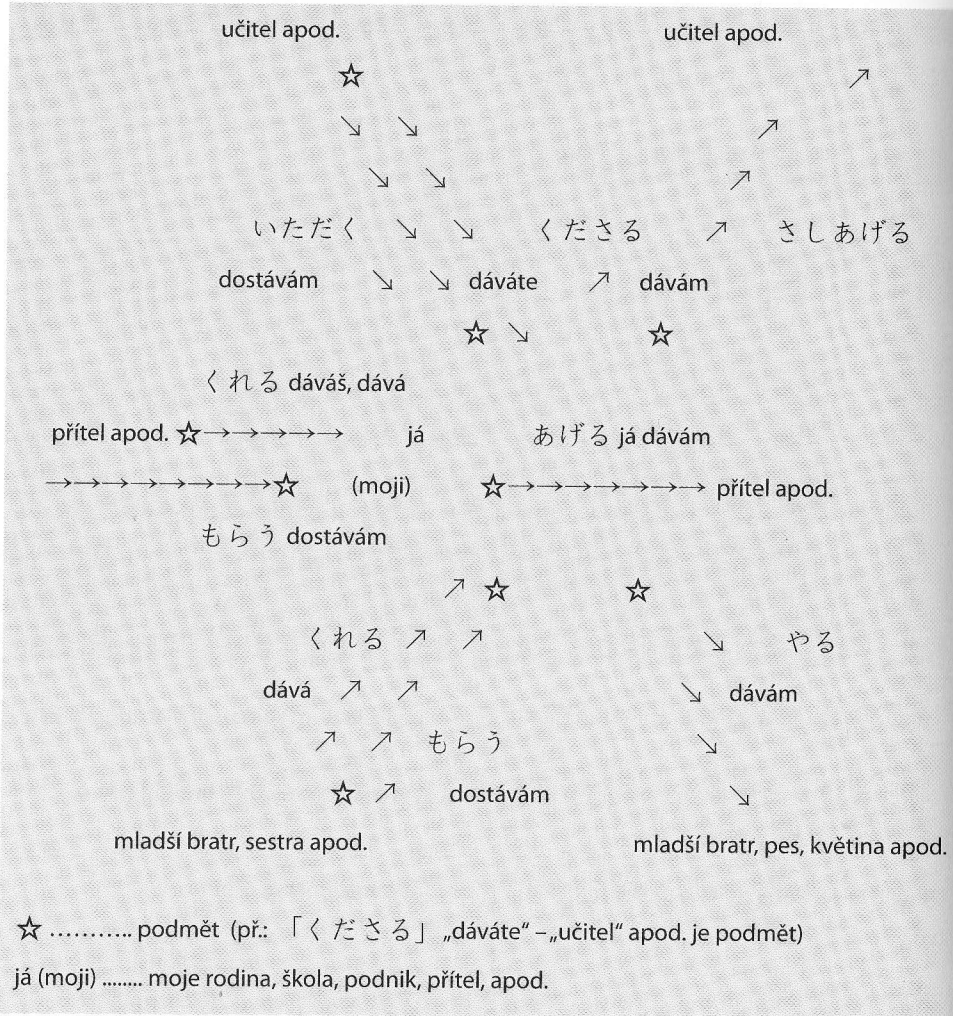 učitel apod. učitel apod.
☆ ↗
↘ ↘ ↗
↘ ↘ ↗
いただく ↘ ↘ くださる ↗ さしあげる
dostávám ↘ ↘ dáváte ↗ dávám
☆ ↘ ☆
くれる dáváš, dává
přítel apod. ☆→→→→→ já あげる já dávám
→→→→→→→→☆ (moji) ☆→→→→→→→ přítel apod.
もらう dostávám
↗ ☆ ☆
くれる ↗ ↗ ↘ やる
dává ↗ ↗ ↘ dávám
↗ ↗ もらう ↘
☆ ↗ dostávám ↘
mladší bratr, sestra apod. mladší bratr, pes, květina apod.
☆ ........... podmět (př.: 「くださる」 „dáváte“ – „učitel“ apod. je podmět)
já (moji) ........ moje rodina, škola, podnik, přítel, apod.